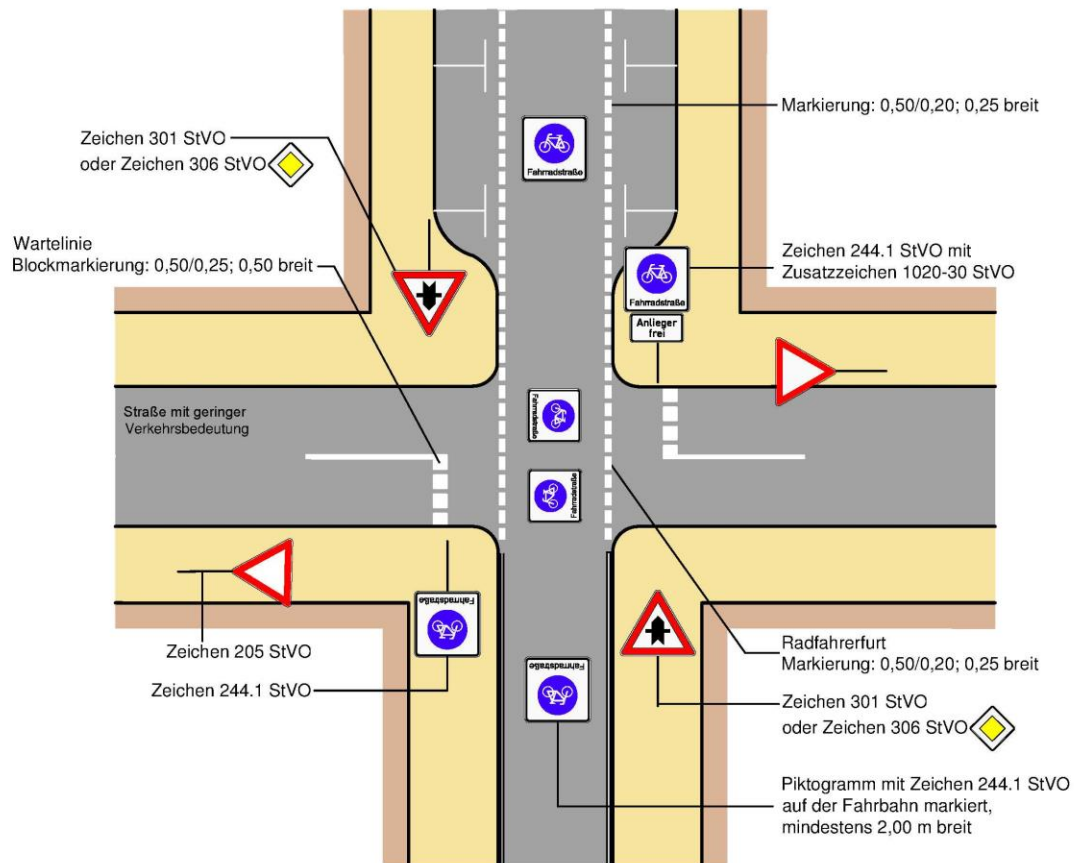 Markierung: 0,50/0,20; 0,25 breit
Zeichen 301 StVO
oder Zeichen 306 StVO
Fahrradstraße
Wartelinie
Blockmarkierung: 0,50/0,25; 0,50 breit
Zeichen 244.1 StVO mit
Zusatzzeichen 1020-30 StVO
Fahrradstraße
Anlieger
frei
Straße mit geringer
Verkehrsbedeutung
Fahrradstraße
Fahrradstraße
Fahrradstraße
Zeichen 205 StVO
Zeichen 244.1 StVO
Fahrradstraße
Radfahrerfurt
Markierung: 0,50/0,20; 0,25 breit
Zeichen 301 StVO
oder Zeichen 306 StVO
Piktogramm mit Zeichen 244.1 StVO
auf der Fahrbahn markiert,
mindestens 2,00 m breit